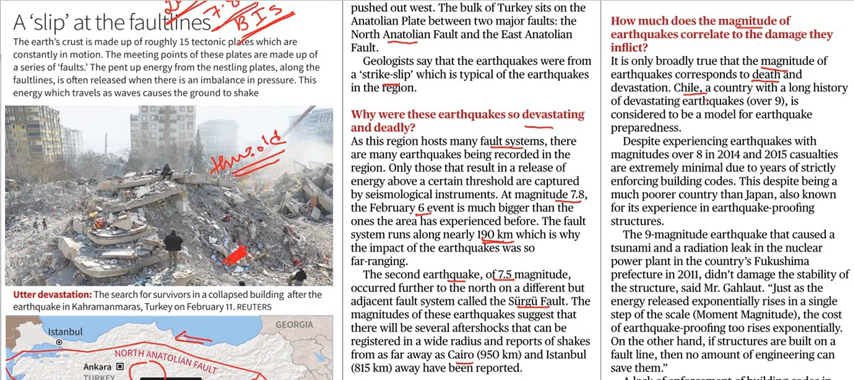 A 'slip' at the faultlines
7.8
BIS
The earth's crust is made up of roughly 15 tectonic plates which are
constantly in motion. The meeting points of these plates are made up of
a series of 'faults.' The pent up energy from the nestling plates, along the
faultlines, is often released when there is an imbalance in pressure. This
energy which travels as waves causes the ground to shake
Utter devastation: The search for survivors in a collapsed building after the
earthquake in Kahramanmaras, Turkey on February 11. REUTERS
Istanbul
GEORGIA
NORTH ANATOLIAN FAULT
Ankara
TURKEY
pushed out west. The bulk of Turkey sits on the
Anatolian Plate between two major faults: the
North Anatolian Fault and the East Anatolian
Fault.
Geologists say that the earthquakes were from
a 'strike-slip' which is typical of the earthquakes
in the region.
Why were these earthquakes so devastating
and deadly?
As this region hosts many fault systems, there
are many earthquakes being recorded in the
region. Only those that result in a release of
energy above a certain threshold are captured
by seismological instruments. At magnitude 7.8,
the February 6 event is much bigger than the
ones the area has experienced before. The fault
system runs along nearly 190 km which is why
the impact of the earthquakes was so
far-ranging.
The second earthquake, of 7.5 magnitude,
occurred further to the north on a different but
adjacent fault system called the Sürgü Fault. The
magnitudes of these earthquakes suggest that
there will be several aftershocks that can be
registered in a wide radius and reports of shakes
from as far away as Cairo (950 km) and Istanbul
(815 km) away have been reported.
How much does the magnitude of
earthquakes correlate to the damage they
inflict?
It is only broadly true that the magnitude of
earthquakes corresponds to death and
devastation. Chile, a country with a long history
of devastating earthquakes (over 9), is
considered to be a model for earthquake
preparedness.
Despite experiencing earthquakes with
magnitudes over 8 in 2014 and 2015 casualties
are extremely minimal due to years of strictly
enforcing building codes. This despite being a
much poorer country than Japan, also known
for its experience in earthquake-proofing
structures.
The 9-magnitude earthquake that caused a
tsunami and a radiation leak in the nuclear
power plant in the country's Fukushima
prefecture in 2011, didn't damage the stability of
the structure, said Mr. Gahlaut. "Just as the
energy released exponentially rises in a single
step of the scale (Moment Magnitude), the cost
of earthquake-proofing too rises exponentially.
On the other hand, if structures are built on a
fault line, then no amount of engineering can
save them."
A lack of enforcement of building codes in